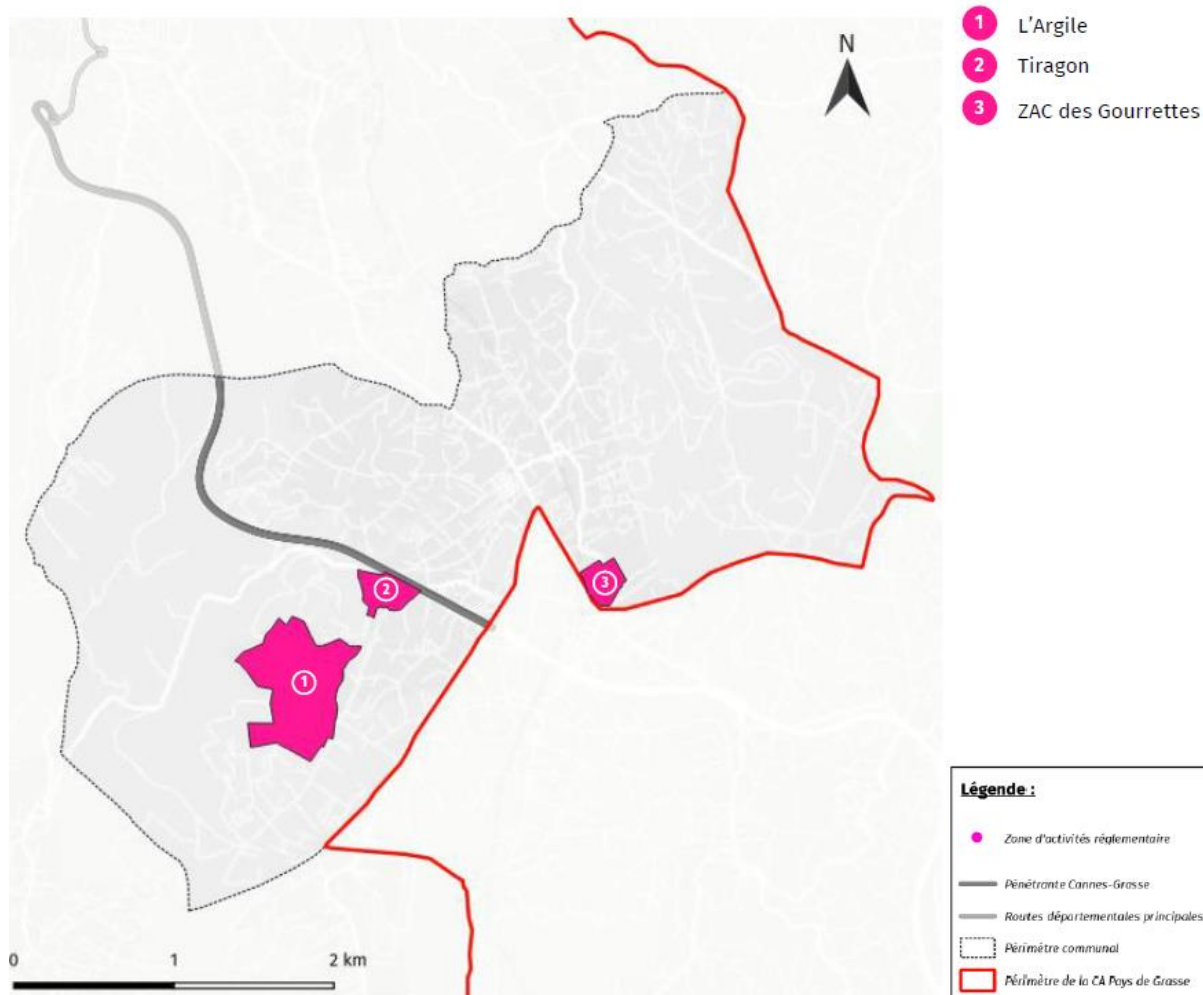 1 L'Argile
2 Tiragon
3 ZAC des Gourrettes
N
2
3
1
Légende :
Zone d'activités réglementaire
Pénétrante Cannes-Grasse
Routes départementales principales
Périmètre communal
Périmètre de la CA Pays de Grasse
0 1 2 km